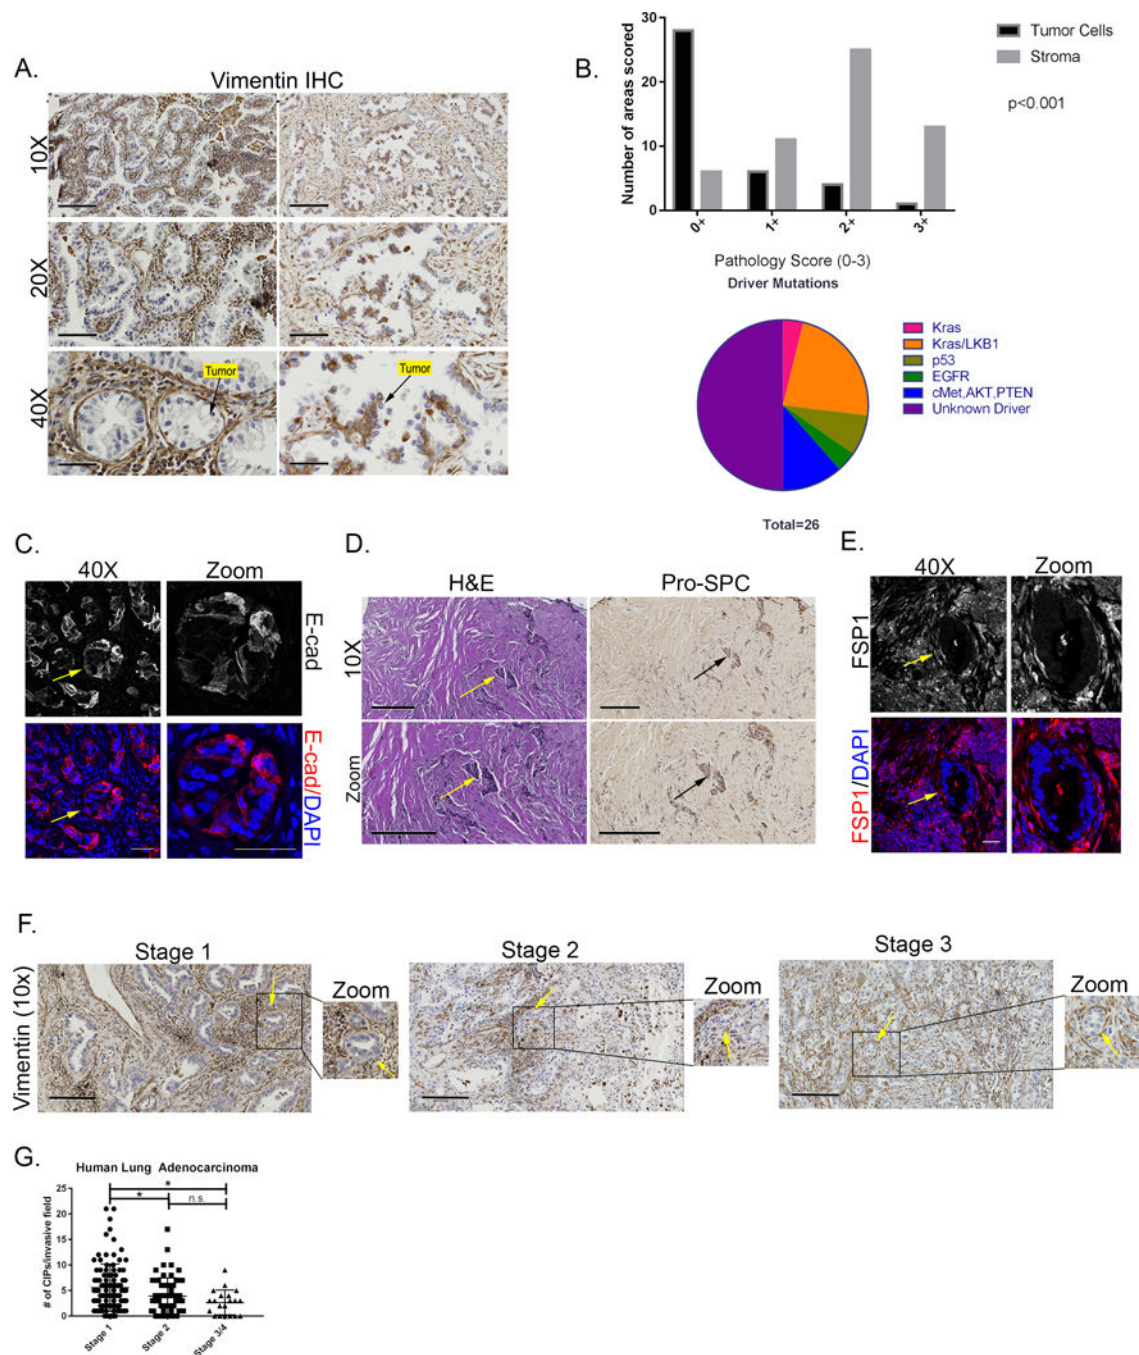 A.
Vimentin IHC
10X
20X
40X
Tumor
Tumor
B.
Number of areas scored
30
20
10
0
0+
1+
2+
3+
Tumor Cells
Stroma
p<0.001
Pathology Score (0-3)
Driver Mutations
Kras
Kras/LKB1
p53
EGFR
cMet,AKT,PTEN
Unknown Driver
Total=26
C.
40X
Zoom
E-cad
E-cad/DAPI
D.
H&E
Pro-SPC
10X
Zoom
E.
40X
Zoom
FSP1
FSP1/DAPI
F.
Stage 1
Stage 2
Stage 3
Vimentin (10x)
Zoom
Zoom
Zoom
G.
Human Lung Adenocarcinoma
# of CIPs/invasive field
25
20
15
10
5
0
*
*
n.s.
Stage 1
Stage 2
Stage 3/4